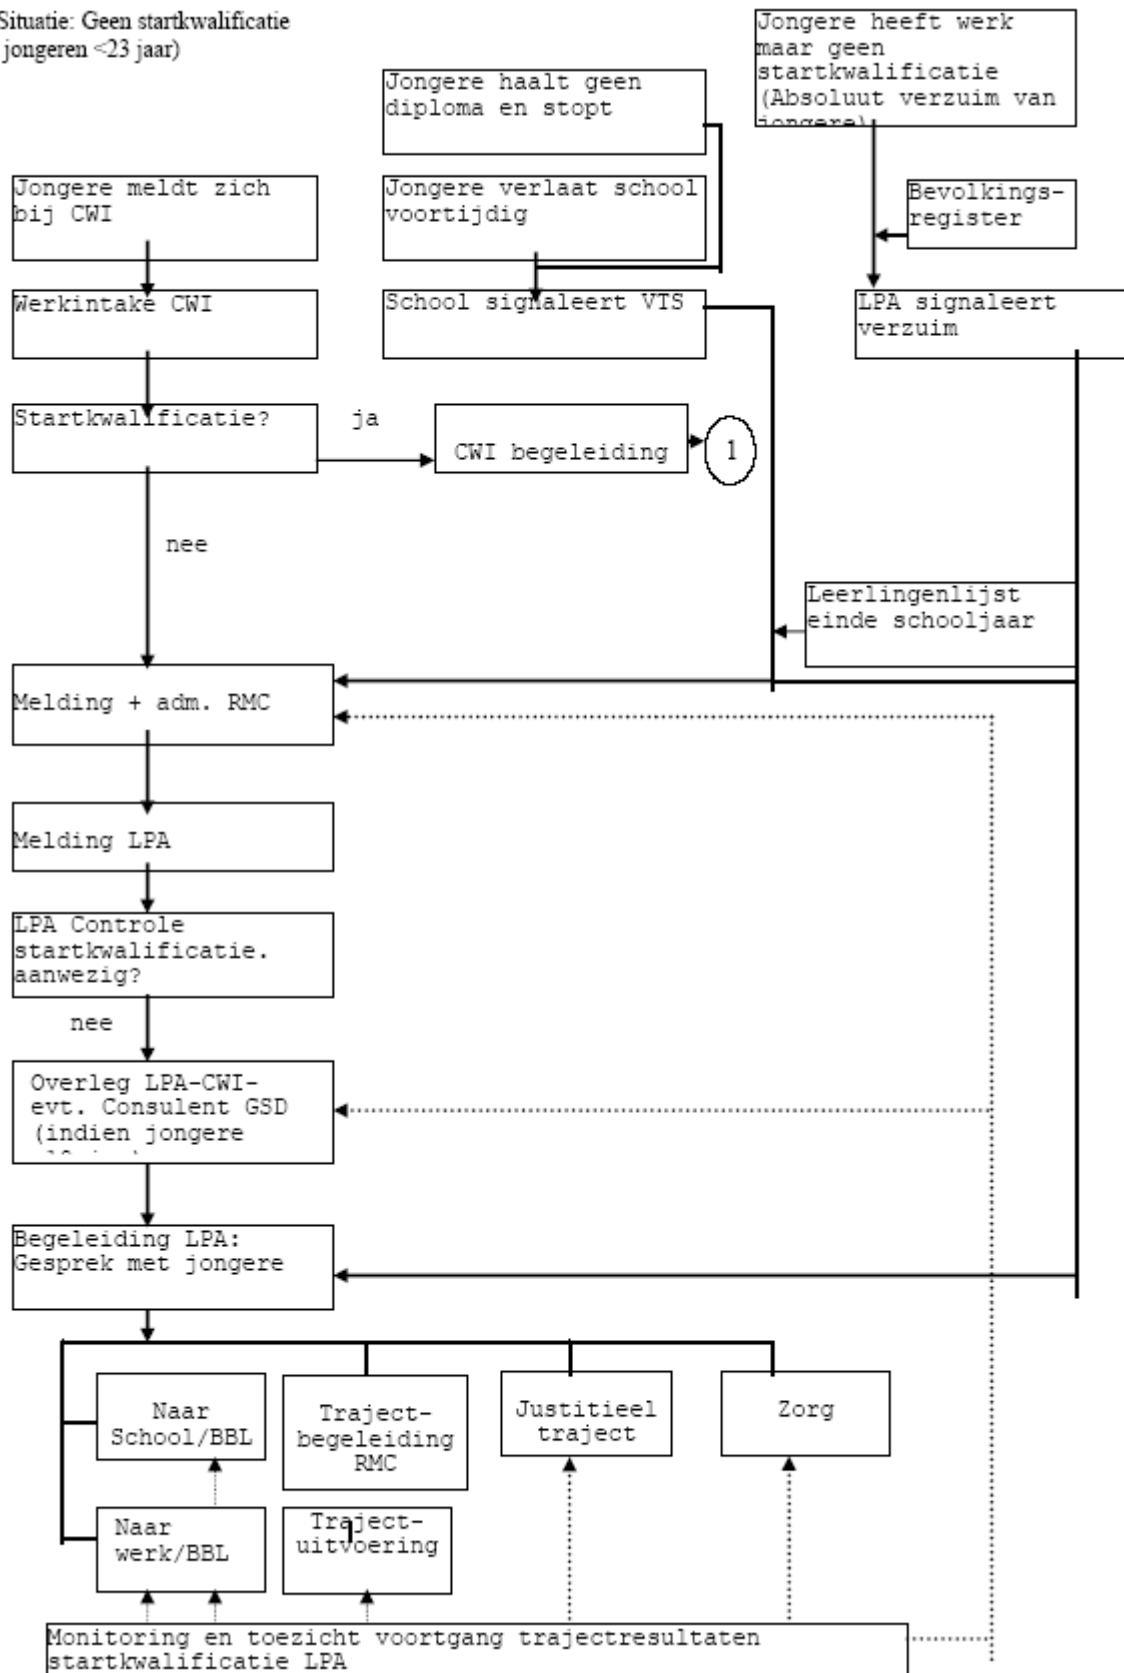 Situatie: Geen startkwalificatie
jongeren <23 jaar)
Jongere heeft werk
maar geen
startkwalificatie
(Absoluut verzuim van
jongere)
Jongere haalt geen
diploma en stopt
Jongere meldt zich
bij CWI
Jongere verlaat school
voortijdig
Bevolkings-
register
Werkintake CWI
School signaleert VTS
LPA signaleert
verzuim
Startkwalificatie?
ja
CWI begeleiding
1
nee
Leerlingenlijst
einde schooljaar
Melding + adm. RMC
Melding LPA
LPA Controle
startkwalificatie.
aanwezig?
nee
Overleg LPA-CWI-
evt. Consulent GSD
(indien jongere
Begeleiding LPA:
Gesprek met jongere
Naar
School/BBL
Traject-
begeleiding
RMC
Justitieel
traject
Zorg
Naar
werk/BBL
Traject-
uitvoering
Monitoring en toezicht voortgang trajectresultaten
startkwalificatie LPA